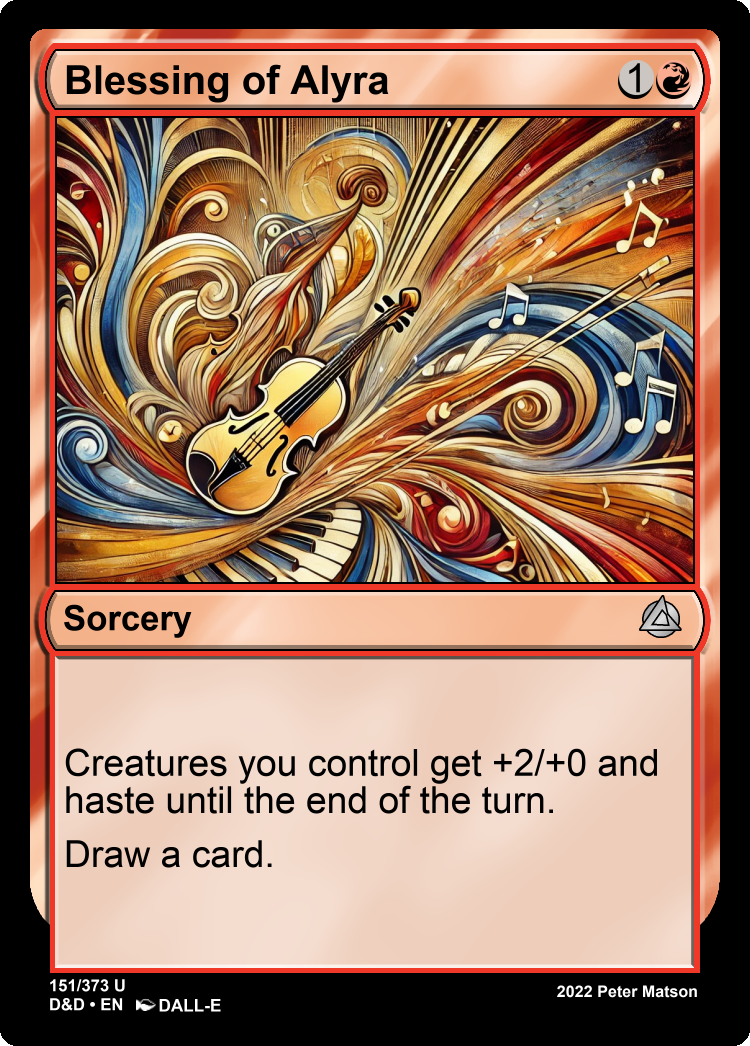 Blessing of Alyra
1
Sorcery
Creatures you control get +2/+0 and
haste until the end of the turn.
Draw a card.
151/373 U
D&D • EN DALL-E
2022 Peter Matson